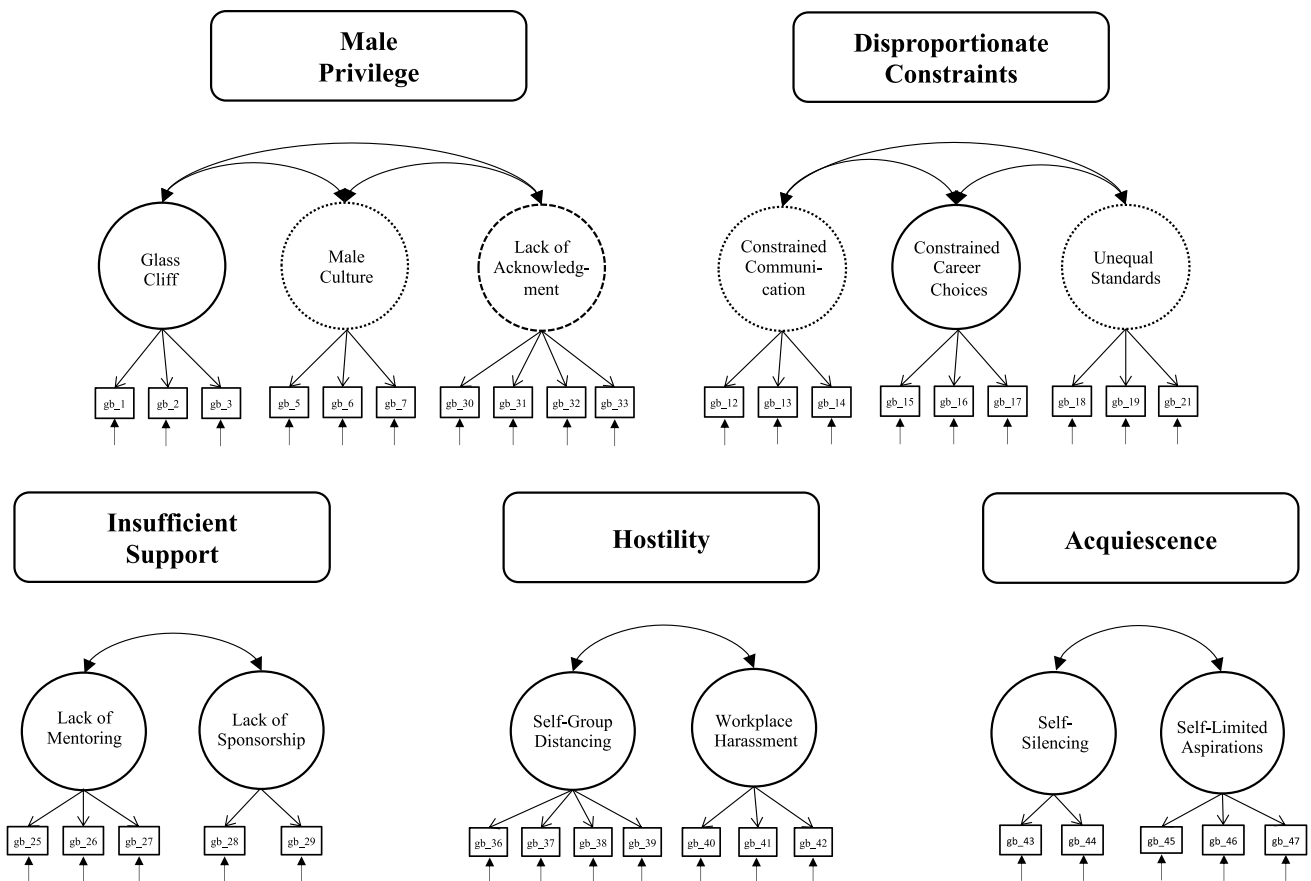 Male
Privilege
Disproportionate
Constraints
Glass
Cliff
Male
Culture
Lack of
Acknowledg-
ment
Constrained
Communi-
cation
Constrained
Career
Choices
Unequal
Standards
gb_1
gb_2
gb_3
gb_5
gb_6
gb_7
gb_30
gb_31
gb_32
gb_33
gb_12
gb_13
gb_14
gb_15
gb_16
gb_17
gb_18
gb_19
gb_21
Insufficient
Support
Hostility
Acquiescence
Lack of
Mentoring
Lack of
Sponsorship
Self-Group
Distancing
Workplace
Harassment
Self-
Silencing
Self-Limited
Aspirations
gb_25
gb_26
gb_27
gb_28
gb_29
gb_36
gb_37
gb_38
gb_39
gb_40
gb_41
gb_42
gb_43
gb_44
gb_45
gb_46
gb_47